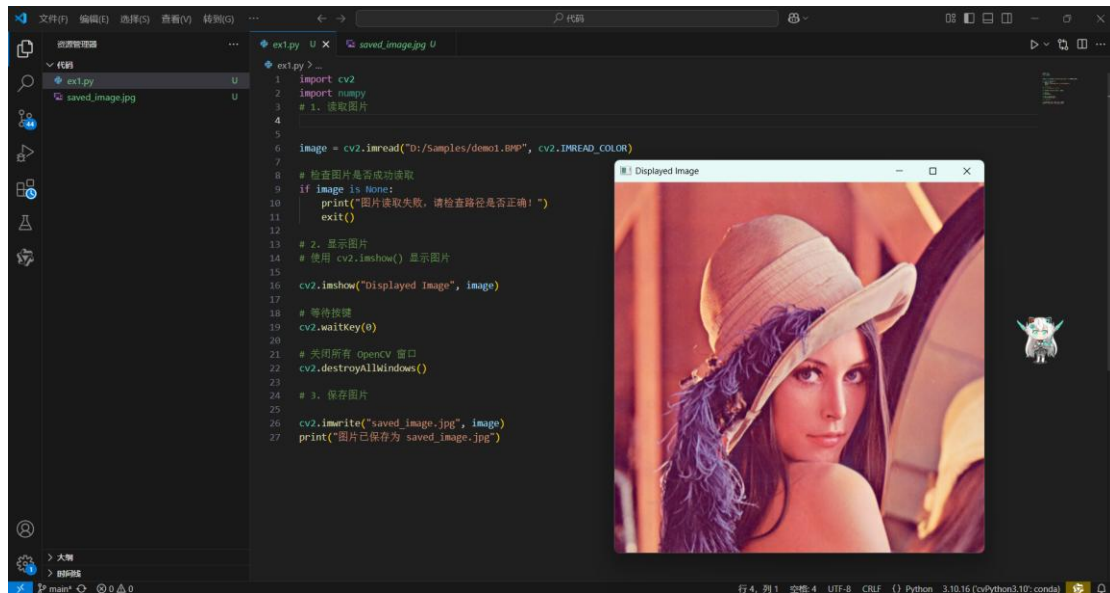 文件(F) 编辑(E) 选择(S) 查看(V) 转到(G) ··· 代码
资源管理器
ex1.py U saved_image.jpg U
代码
ex1.py > ...
ex1.py U
saved_image.jpg U
1 import cv2
2 import numpy
3 # 1. 读取图片
4
5
6 image = cv2.imread("D:/Samples/demo1.BMP", cv2.IMREAD_COLOR)
7
8 # 检查图片是否成功读取
9 if image is None:
10 print("图片读取失败，请检查路径是否正确！")
11 exit()
12
13 # 2. 显示图片
14 # 使用 cv2.imshow() 显示图片
15
16 cv2.imshow("Displayed Image", image)
17
18 # 等待按键
19 cv2.waitKey(0)
20
21 # 关闭所有 OpenCV 窗口
22 cv2.destroyAllWindows()
23
24 # 3. 保存图片
25
26 cv2.imwrite("saved_image.jpg", image)
27 print("图片已保存为 saved_image.jpg")
Displayed Image
44
大纲
时间线
1
main* 0 0 行 4, 列 1 空格: 4 UTF-8 CRLF {} Python 3.10.16 ('cvPython3.10': conda)